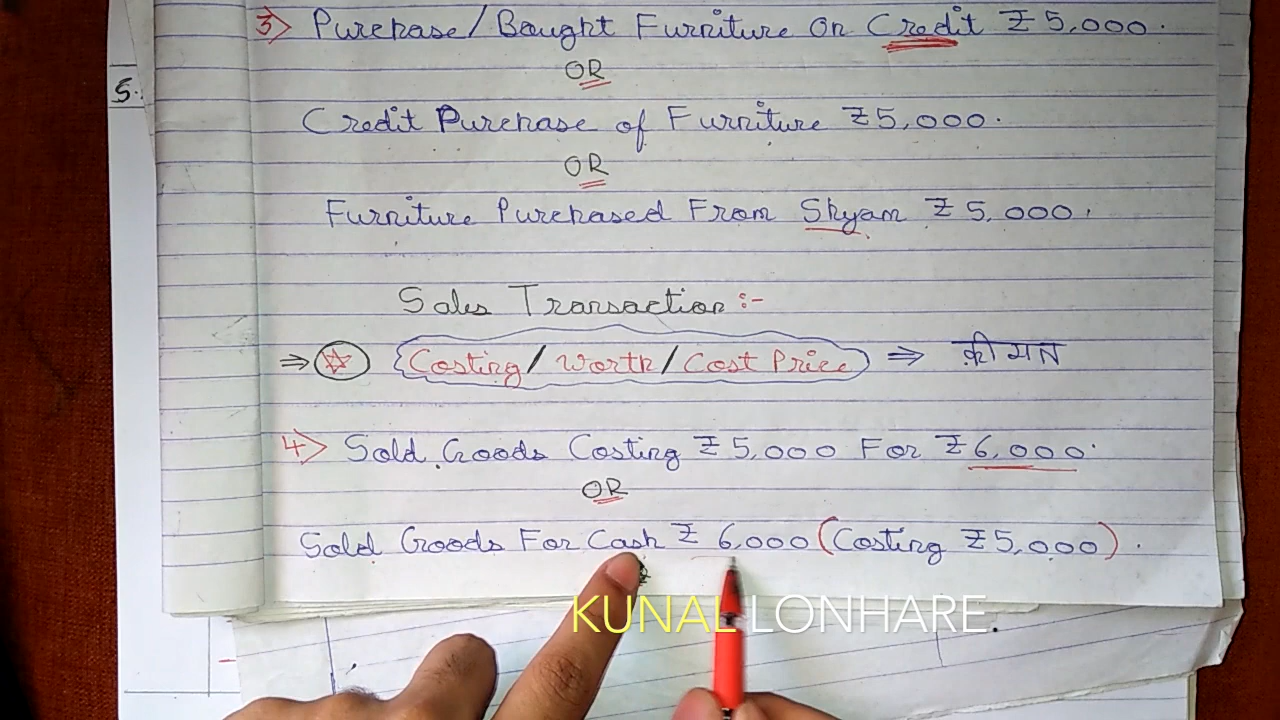 3> Purchase/Bought Furniture On Credit ₹ 5,000.
OR
Credit Purchase of Furniture ₹5,000.
OR
Furniture Purchased From Shyam ₹ 5,000.
5.
Sales Transaction:-
⇒ ☆ Costing/Worth/Cost Price ⇒ क़ीमत
4> Sold Goods Costing ₹ 5,000 For ₹ 6,000.
OR
Sold Goods For Cash ₹ 6,000 (Costing ₹5,000).
KUNAL LONHARE.